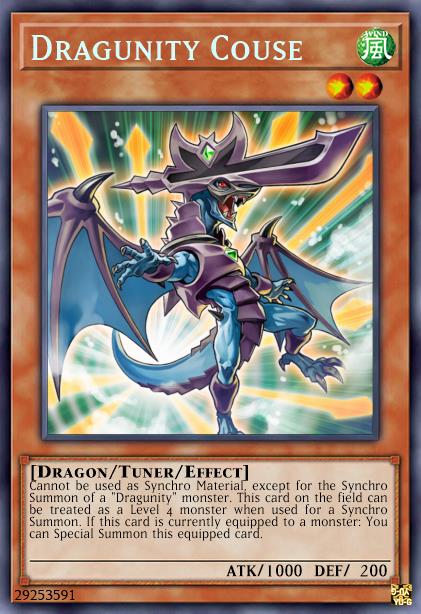 DRAGUNITY COUSE
WIND
風
[DRAGON/TUNER/EFFECT]
Cannot be used as Synchro Material, except for the Synchro
Summon of a "Dragunity" monster. This card on the field can
be treated as a Level 4 monster when used for a Synchro
Summon. If this card is currently equipped to a monster: You
can Special Summon this equipped card.
ATK/1000 DEF/ 200
29253591